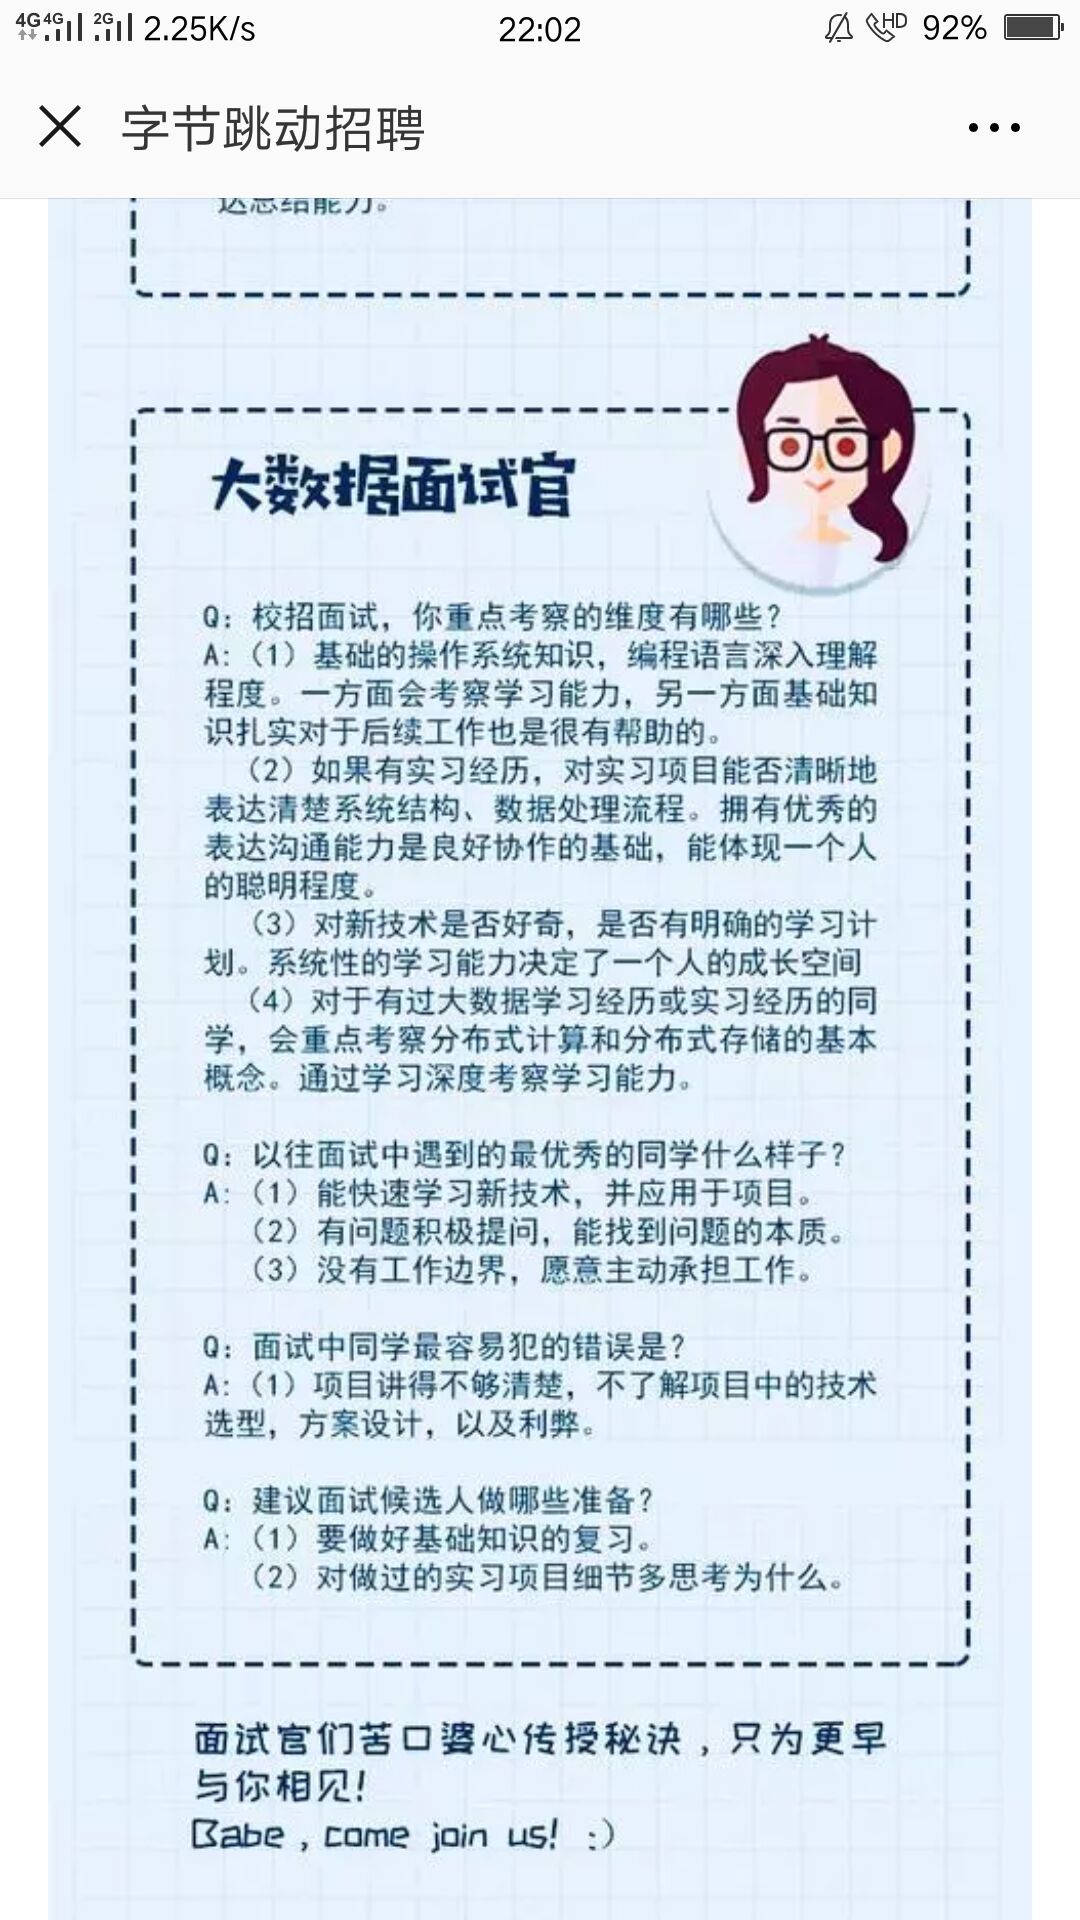 4G 4G 2G 2.25K/s 22:02 HD 92%
字节跳动招聘
达总结能力。
大数据面试官
Q：校招面试，你重点考察的维度有哪些？
A:（1）基础的操作系统知识，编程语言深入理解
程度。一方面会考察学习能力，另一方面基础知
识扎实对于后续工作也是很有帮助的。
（2）如果有实习经历，对实习项目能否清晰地
表达清楚系统结构、数据处理流程。拥有优秀的
表达沟通能力是良好协作的基础，能体现一个人
的聪明程度。
（3）对新技术是否好奇，是否有明确的学习计
划。系统性的学习能力决定了一个人的成长空间
（4）对于有过大数据学习经历或实习经历的同
学，会重点考察分布式计算和分布式存储的基本
概念。通过学习深度考察学习能力。
Q：以往面试中遇到的最优秀的同学什么样子？
A:（1）能快速学习新技术，并应用于项目。
（2）有问题积极提问，能找到问题的本质。
（3）没有工作边界，愿意主动承担工作。
Q：面试中同学最容易犯的错误是？
A:（1）项目讲得不够清楚，不了解项目中的技术
选型，方案设计，以及利弊。
Q：建议面试候选人做哪些准备？
A:（1）要做好基础知识的复习。
（2）对做过的实习项目细节多思考为什么。
面试官们苦口婆心传授秘诀，只为更早
与你相见！
Babe，come join us! :)